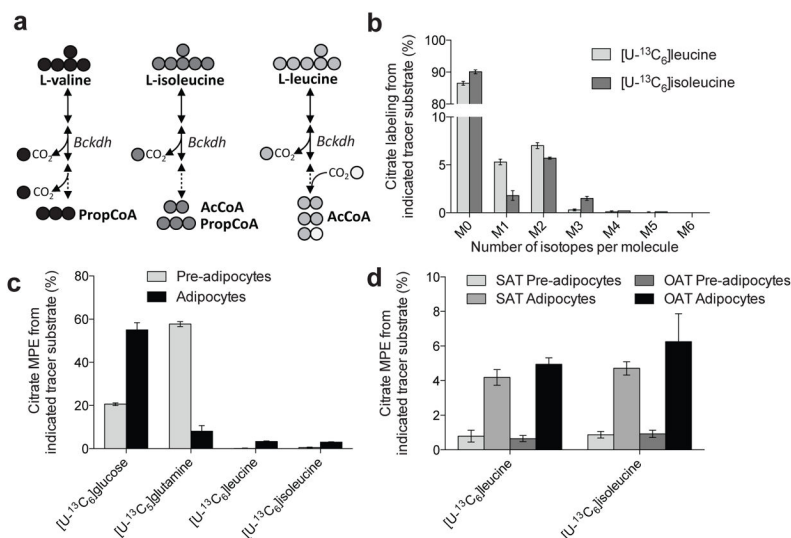 a
L-valine
L-isoleucine
L-leucine
Bckdh
Bckdh
Bckdh
CO2
CO2
CO2
CO2
CO2
PropCoA
AcCoA
PropCoA
AcCoA
b
Citrate labeling from
indicated tracer substrate (%)
100
90
80
10
5
0
[U-13C6]leucine
[U-13C6]isoleucine
M0 M1 M2 M3 M4 M5 M6
Number of isotopes per molecule
c
Citrate MPE from
indicated tracer substrate (%)
80
60
40
20
0
Pre-adipocytes
Adipocytes
[U-13C6]glucose
[U-13C5]glutamine
[U-13C6]leucine
[U-13C6]isoleucine
d
Citrate MPE from
indicated tracer substrate (%)
10
8
6
4
2
0
SAT Pre-adipocytes
OAT Pre-adipocytes
SAT Adipocytes
OAT Adipocytes
[U-13C6]leucine
[U-13C6]isoleucine